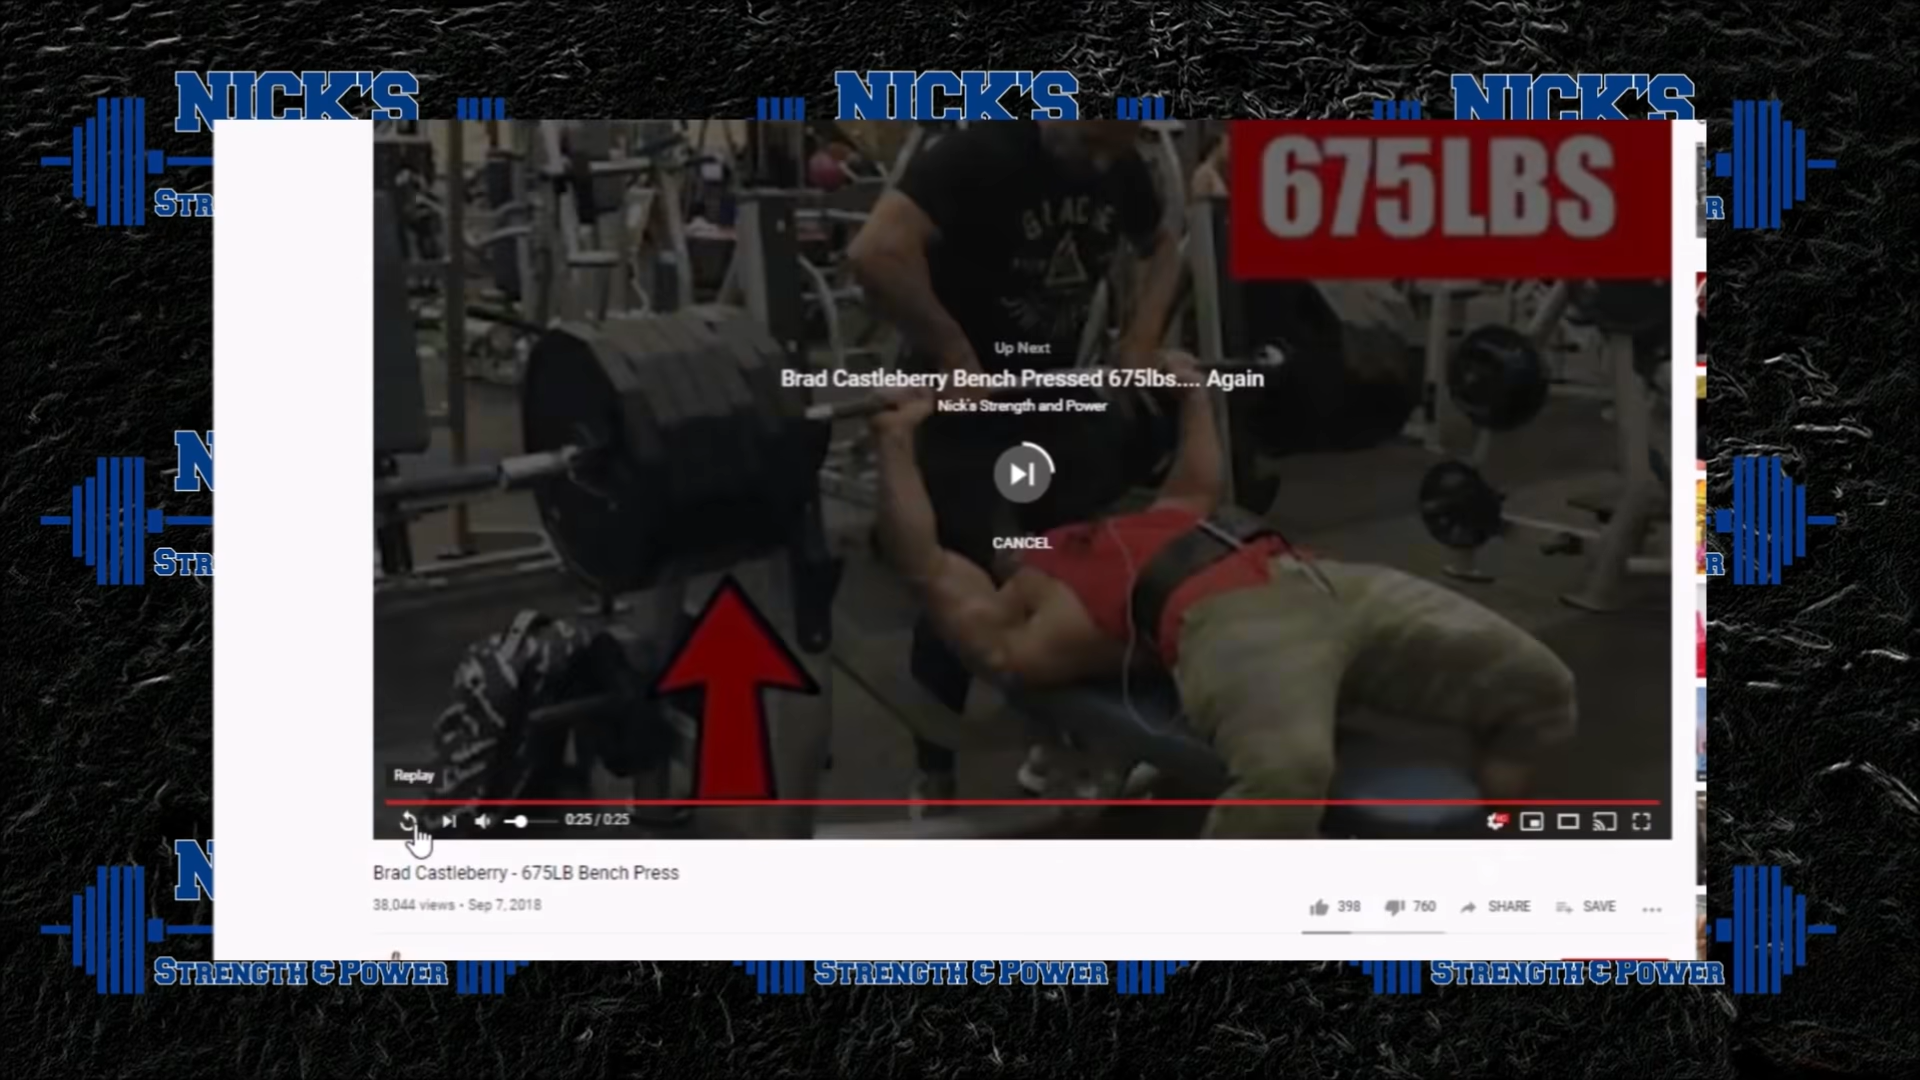 NICK'S
NICK'S
NICK'S
675LBS
Up Next
Brad Castleberry Bench Pressed 675lbs.... Again
Nick's Strength and Power
CANCEL
Replay
0:25 / 0:25
Brad Castleberry - 675LB Bench Press
38,044 views • Sep 7, 2018
398
760
SHARE
SAVE
STRENGTH & POWER
STRENGTH & POWER
STRENGTH & POWER